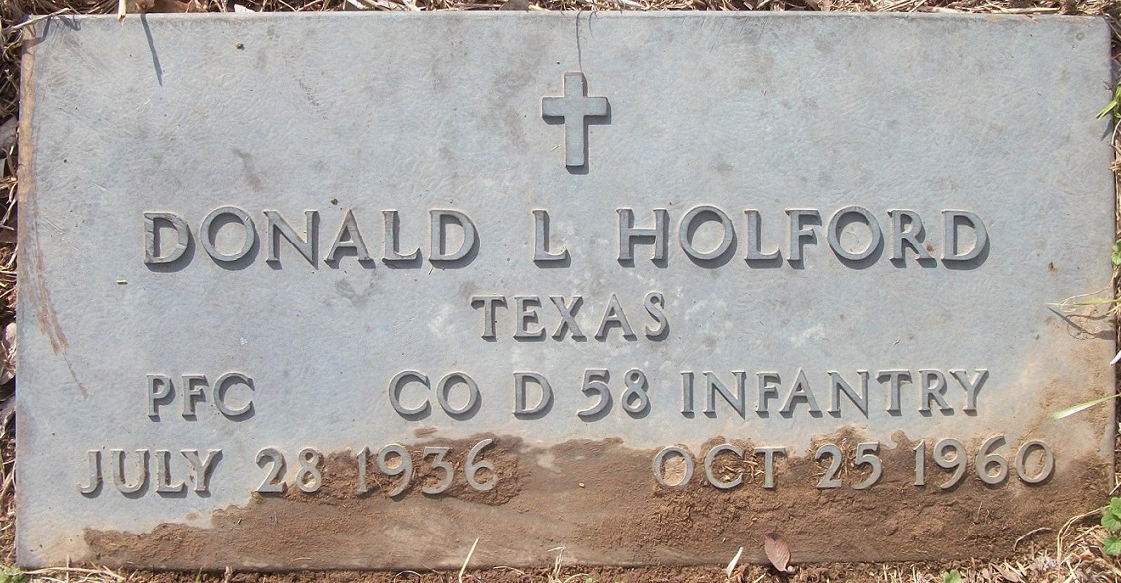 DONALD L HOLFORD
TEXAS
PFC CO D 58 INFANTRY
JULY 28 1936 OCT 25 1960